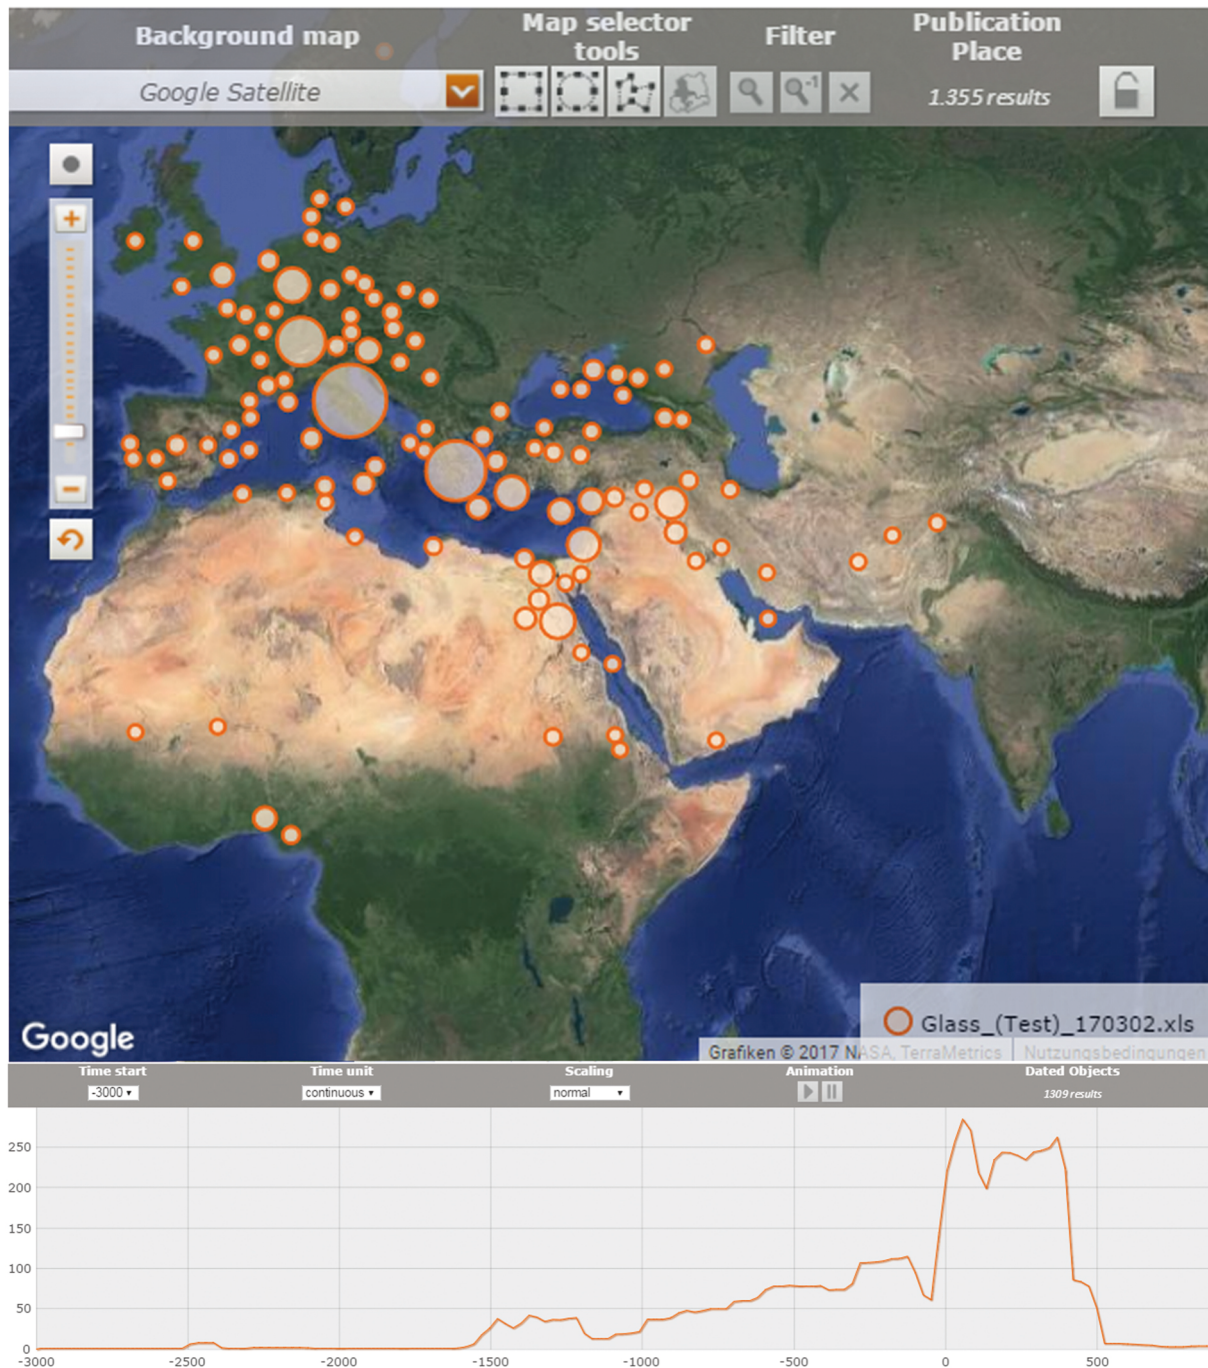 Background map
Map selector
tools
Filter
Publication
Place
Google Satellite
-1
1.355 results
+
Google
Glass_(Test)_170302.xls
Grafiken © 2017 NASA, TerraMetrics
Nutzungsbedingungen
Time start
Time unit
Scaling
Animation
Dated Objects
-3000
continuous
normal
1309 results
250
200
150
100
50
0
-3000
-2500
-2000
-1500
-1000
-500
0
500